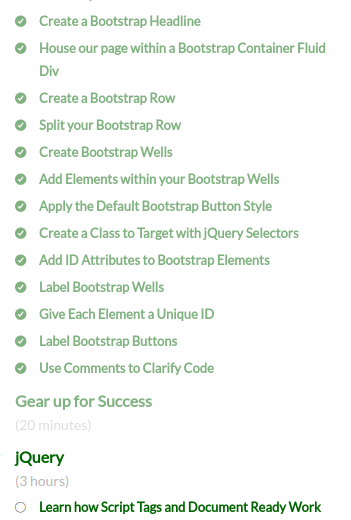 Create a Bootstrap Headline
House our page within a Bootstrap Container Fluid
Div
Create a Bootstrap Row
Split your Bootstrap Row
Create Bootstrap Wells
Add Elements within your Bootstrap Wells
Apply the Default Bootstrap Button Style
Create a Class to Target with jQuery Selectors
Add ID Attributes to Bootstrap Elements
Label Bootstrap Wells
Give Each Element a Unique ID
Label Bootstrap Buttons
Use Comments to Clarify Code
Gear up for Success
(20 minutes)
jQuery
(3 hours)
Learn how Script Tags and Document Ready Work